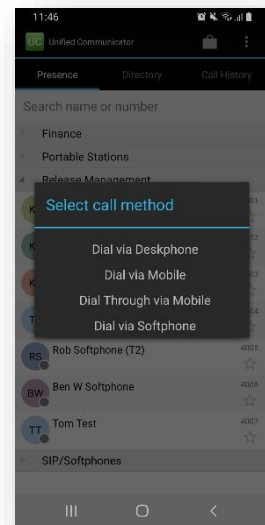 11:46
UC Unified Communicator
Presence Directory Call History
Search name or number
Finance
Portable Stations
Release Management
Select call method
Dial via Deskphone
Dial via Mobile
Dial Through via Mobile
Dial via Softphone
RS Rob Softphone (T2) 4005
BW Ben W Softphone 4006
TT Tom Test 4007
SIP/Softphones